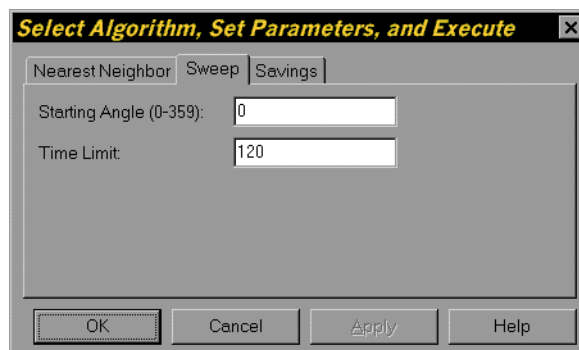 Select Algorithm, Set Parameters, and Execute
Nearest Neighbor Sweep Savings
Starting Angle (0-359): 0
Time Limit: 120
OK Cancel Apply Help